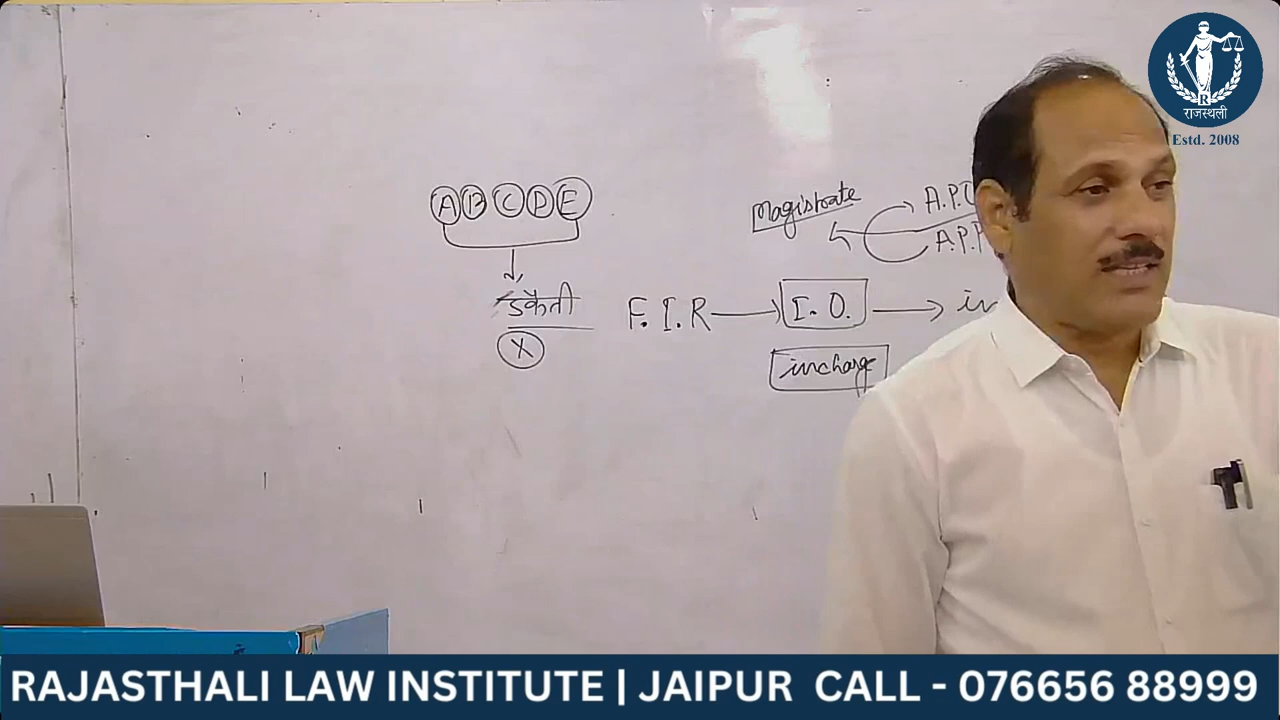 राजस्थली
Estd. 2008
A B C D E
डकैती
X
Magistrate
A.P.P
F. I. R
I. O.
incharge
RAJASTHALI LAW INSTITUTE | JAIPUR CALL - 076656 88999